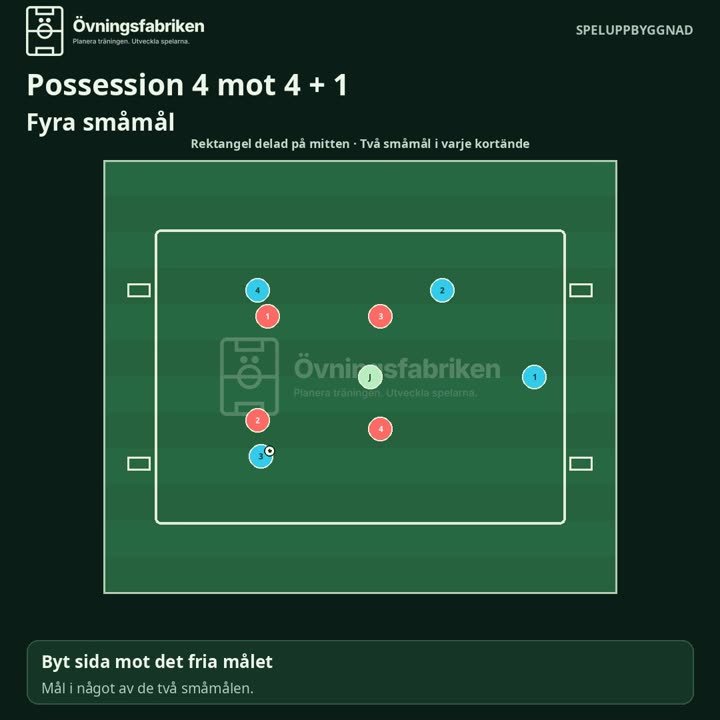 Övningsfabriken
Planera träningen. Utveckla spelarna.
SPELUPPBYGGNAD
Possession 4 mot 4 + 1
Fyra småmål
Rektangel delad på mitten · Två småmål i varje kortände
4
2
1
3
Övningsfabriken
J
1
Planera träningen. Utveckla spelarna.
2
4
3
Byt sida mot det fria målet
Mål i något av de två småmålen.